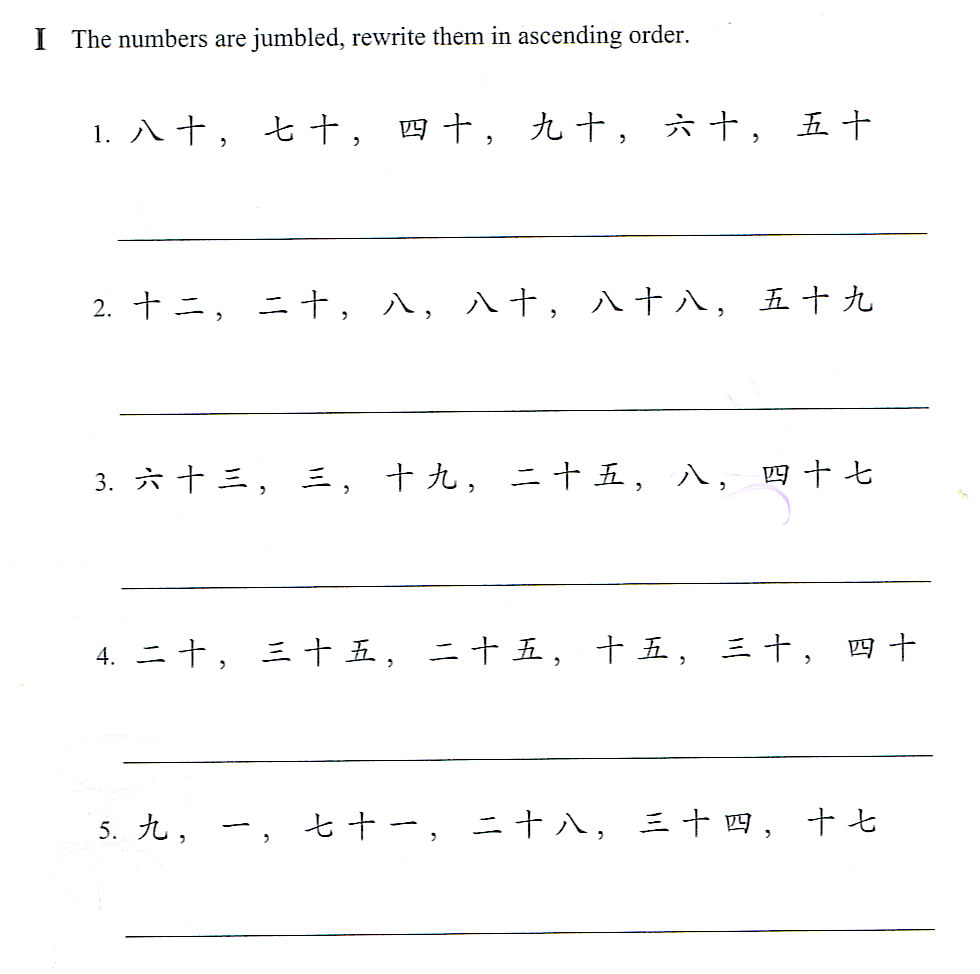 I The numbers are jumbled, rewrite them in ascending order.
1. 八十, 七十, 四十, 九十, 六十, 五十
2. 十二, 二十, 八, 八十, 八十八, 五十九
3. 六十三, 三, 十九, 二十五, 八, 四十七
4. 二十, 三十五, 二十五, 十五, 三十, 四十
5. 九, 一, 七十一, 二十八, 三十四, 十七